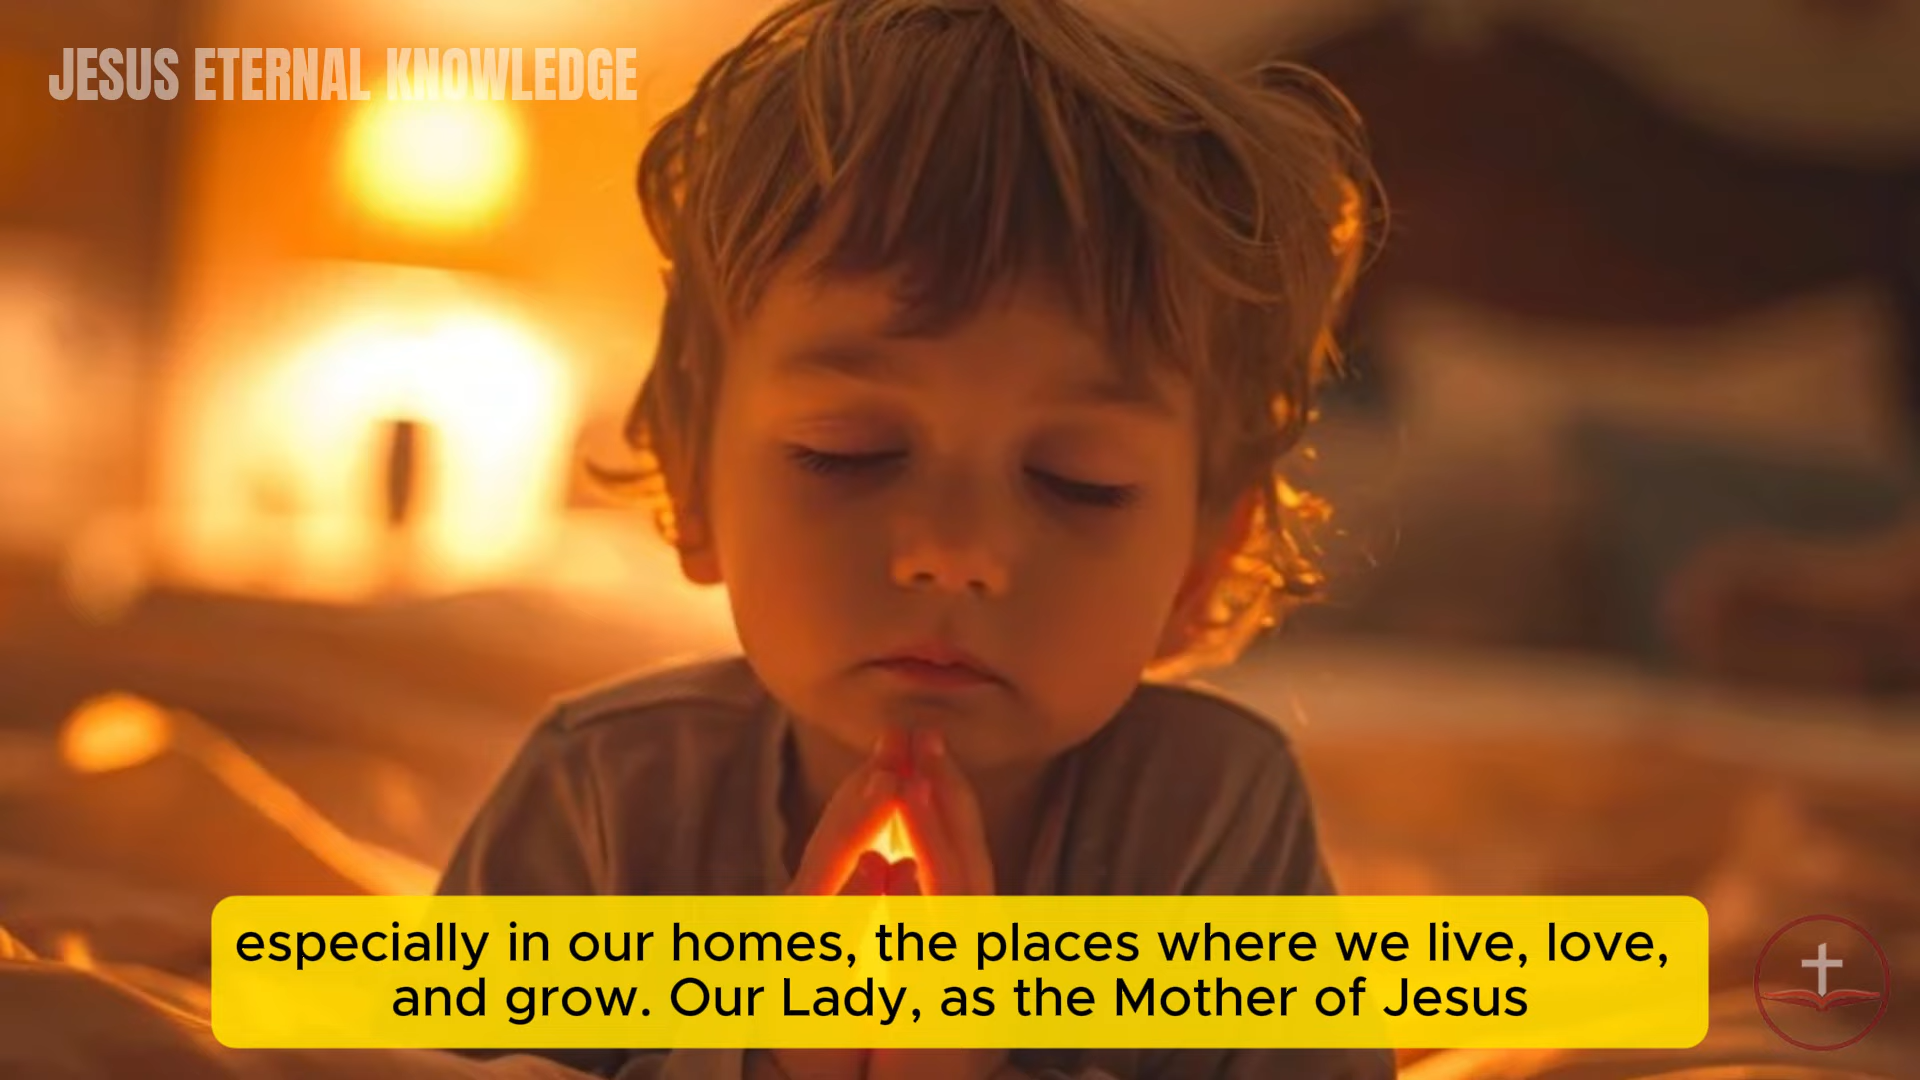 JESUS ETERNAL KNOWLEDGE
especially in our homes, the places where we live, love,
and grow. Our Lady, as the Mother of Jesus